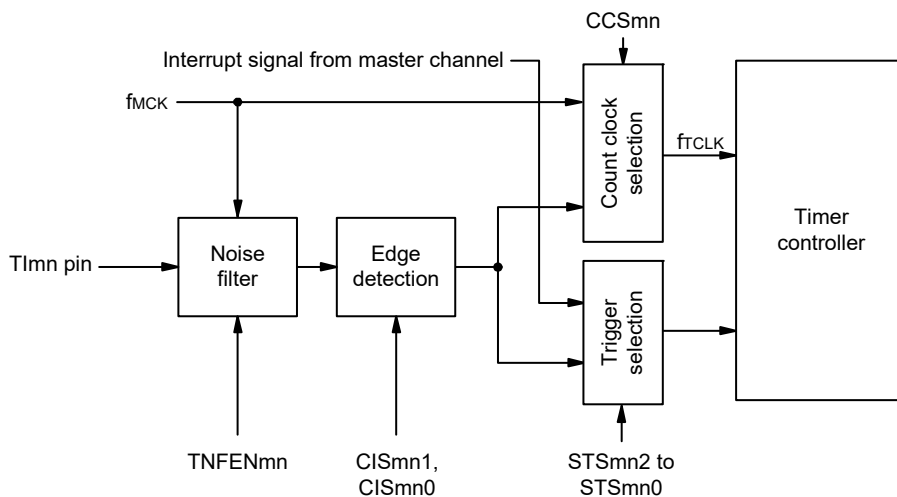 CCSmn
Interrupt signal from master channel
fMCK
Count clock
selection
fTCLK
Timer
controller
TImn pin
Noise
filter
Edge
detection
Trigger
selection
TNFENmn
CISmn1,
CISmn0
STSmn2 to
STSmn0